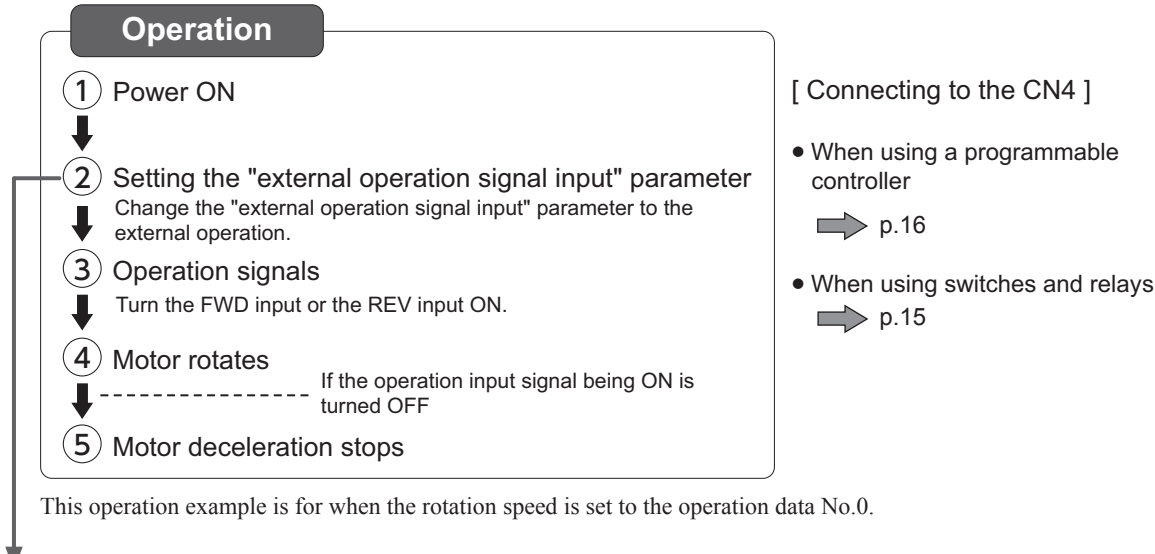 Operation
1 Power ON
2 Setting the "external operation signal input" parameter
Change the "external operation signal input" parameter to the
external operation.
3 Operation signals
Turn the FWD input or the REV input ON.
4 Motor rotates
If the operation input signal being ON is
turned OFF
5 Motor deceleration stops
[ Connecting to the CN4 ]
• When using a programmable
controller
p.16
• When using switches and relays
p.15
This operation example is for when the rotation speed is set to the operation data No.0.